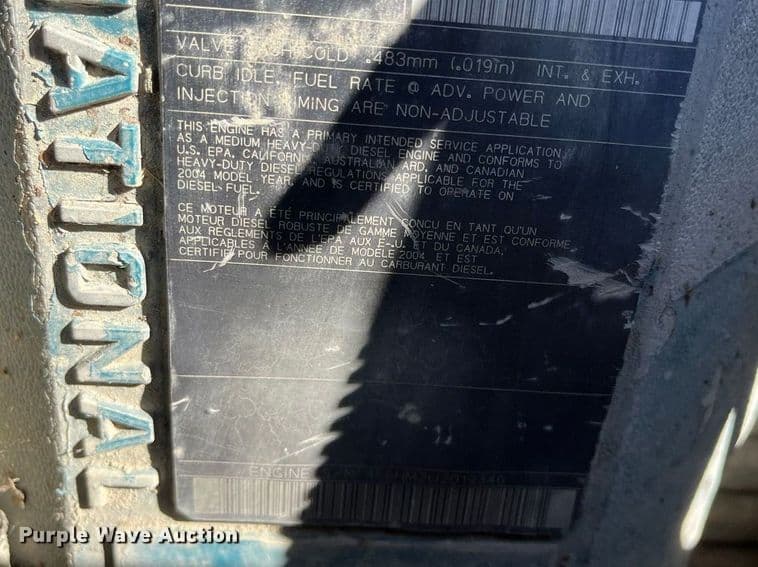 VALVE LASH COLD .483mm (.019in) INT. & EXH.
CURB IDLE, FUEL RATE @ ADV. POWER AND
INJECTION TIMING ARE NON-ADJUSTABLE
THIS ENGINE HAS A PRIMARY INTENDED SERVICE APPLICATION
AS A MEDIUM HEAVY-DUTY DIESEL ENGINE AND CONFORMS TO
U.S. EPA, CALIFORNIA, AUSTRALIAN ARD. AND CANADIAN
HEAVY-DUTY DIESEL REGULATIONS APPLICABLE FOR THE
2004 MODEL YEAR, AND IS CERTIFIED TO OPERATE ON
DIESEL FUEL.
CE MOTEUR A ÉTÉ PRINCIPALEMENT CONCU EN TANT QU'UN
MOTEUR DIESEL ROBUSTE DE GAMME MOYENNE ET EST CONFORME
AUX REGLEMENTS DE L'EPA AUX E-U. ET DU CANADA,
APPLICABLES A L'ANNÉE DE MODÈLE 2004 ET EST
CERTIFIÉ POUR FONCTIONNER AU CARBURANT DIESEL.
ENGINE
ATIONAL
Purple Wave Auction